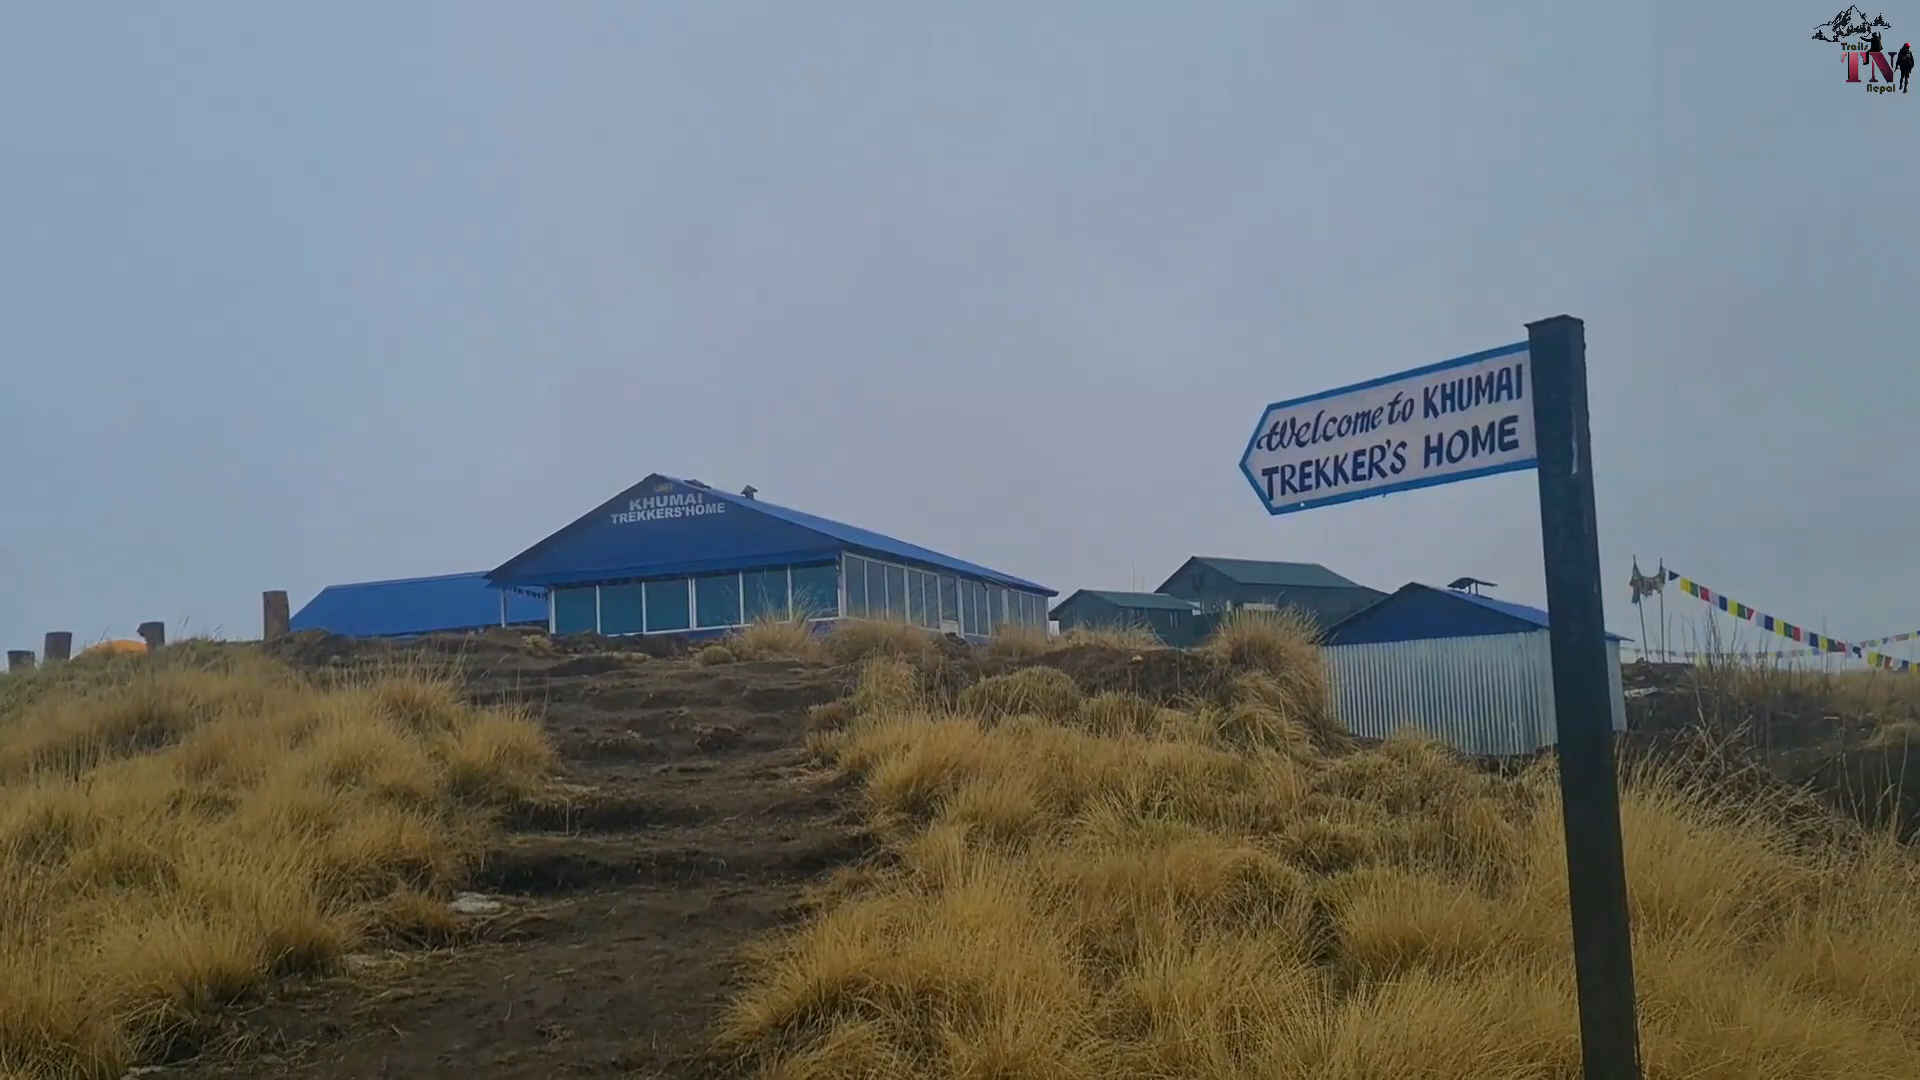 Trails
TN
Nepal
Welcome to KHUMAI
TREKKER'S HOME
KHUMAI
TREKKERS'HOME